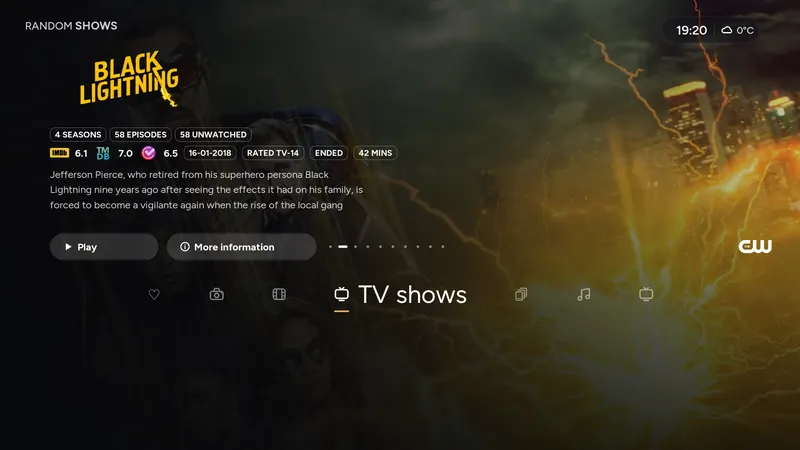 RANDOM SHOWS
19:20 0°C
BLACK
LIGHTNING
4 SEASONS 58 EPISODES 58 UNWATCHED
IMDb 6.1 TMDB 7.0 6.5 16-01-2018 RATED TV-14 ENDED 42 MINS
Jefferson Pierce, who retired from his superhero persona Black
Lightning nine years ago after seeing the effects it had on his family, is
forced to become a vigilante again when the rise of the local gang
Play More information
CW
TV shows